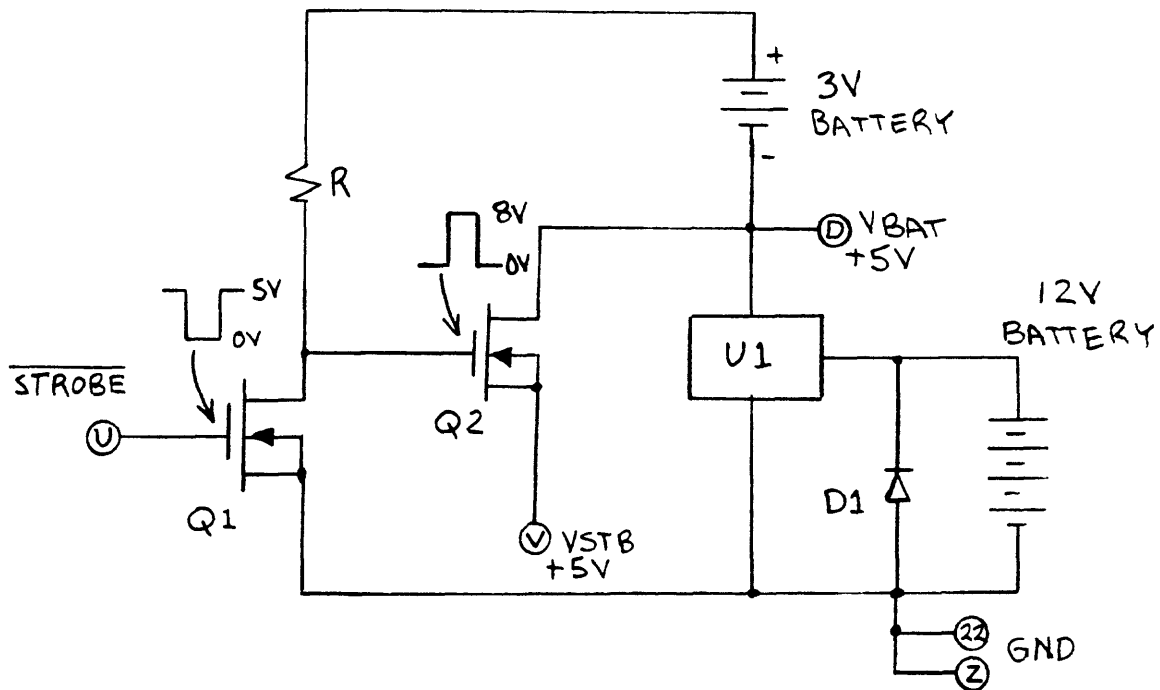 +
3V
BATTERY
-
R
8V
0V
D
VBAT
+5V
5V
0V
12V
BATTERY
U1
STROBE
U
Q2
Q1
D1
V
VSTB
+5V
22
GND
Z